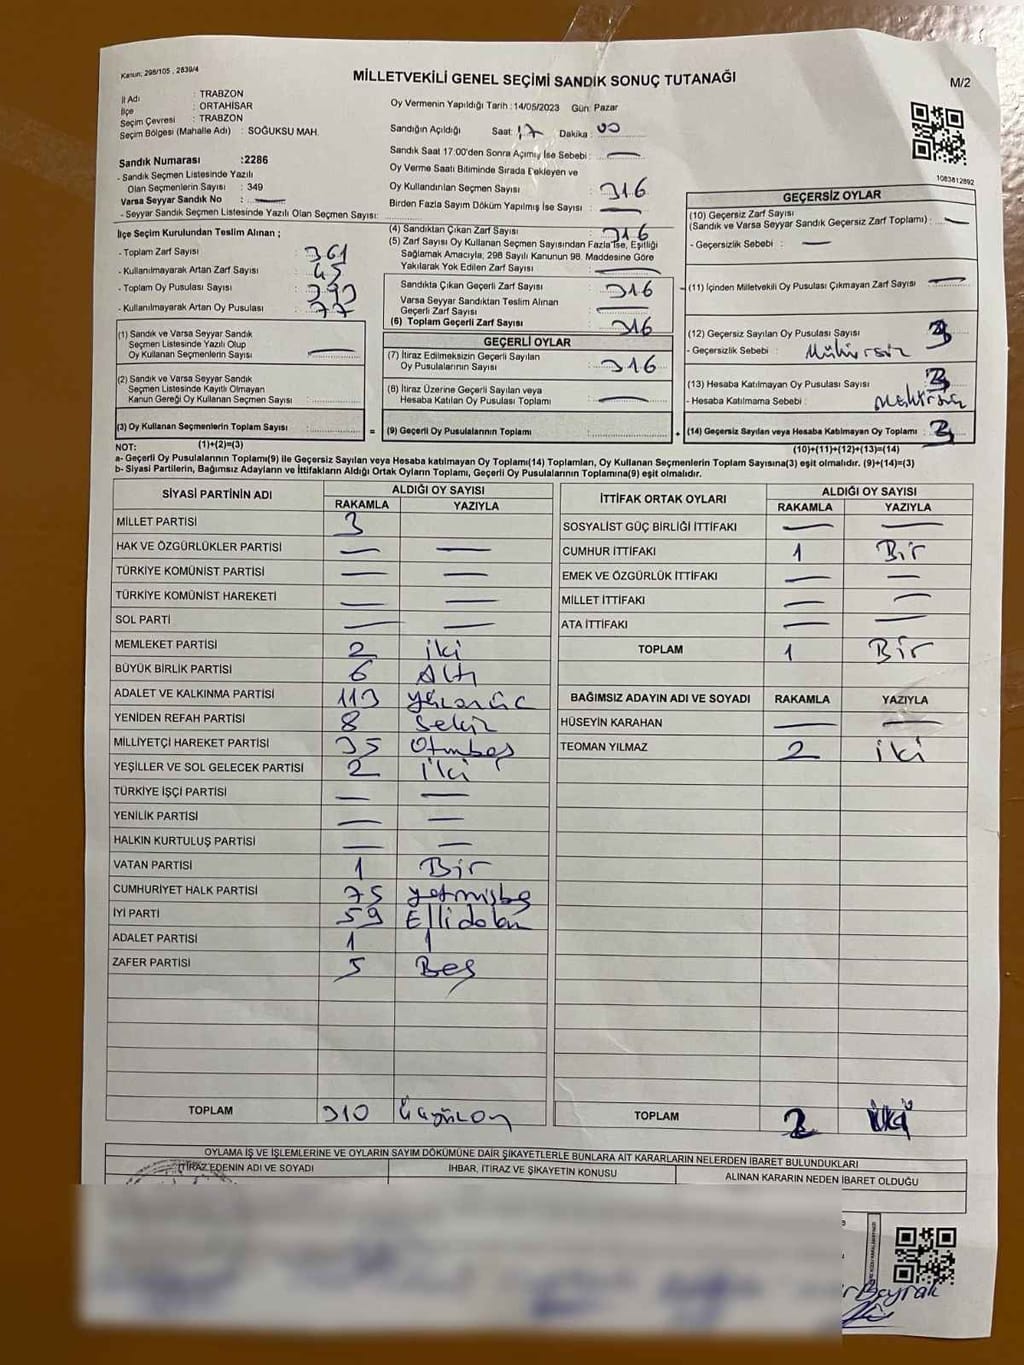 Kanun; 298/105 , 2839/4
MİLLETVEKİLİ GENEL SEÇİMİ SANDIK SONUÇ TUTANAĞI
M/2
İl Adı : TRABZON
İlçe : ORTAHİSAR
Seçim Çevresi : TRABZON
Seçim Bölgesi (Mahalle Adı) : SOĞUKSU MAH.
Oy Vermenin Yapıldığı Tarih : 14/05/2023 Gün: Pazar
Sandığın Açıldığı Saat: 17 Dakika : 00
Sandık Saat 17:00'den Sonra Açılmış İse Sebebi : —
Oy Verme Saati Bitiminde Sırada Bekleyen ve
Oy Kullandırılan Seçmen Sayısı : 316
Birden Fazla Sayım Döküm Yapılmış İse Sayısı : —
1083812892
Sandık Numarası :2286
- Sandık Seçmen Listesinde Yazılı
Olan Seçmenlerin Sayısı : 349
Varsa Seyyar Sandık No : —
- Seyyar Sandık Seçmen Listesinde Yazılı Olan Seçmen Sayısı:
İlçe Seçim Kurulundan Teslim Alınan ;
- Toplam Zarf Sayısı : 361
- Kullanılmayarak Artan Zarf Sayısı : 45
- Toplam Oy Pusulası Sayısı : 393
- Kullanılmayarak Artan Oy Pusulası : 77
(1) Sandık ve Varsa Seyyar Sandık
Seçmen Listesinde Yazılı Olup
Oy Kullanan Seçmenlerin Sayısı : —
(2) Sandık ve Varsa Seyyar Sandık
Seçmen Listesinde Kayıtlı Olmayan
Kanun Gereği Oy Kullanan Seçmen Sayısı :
(3) Oy Kullanan Seçmenlerin Toplam Sayısı :
(4) Sandıktan Çıkan Zarf Sayısı : 316
(5) Zarf Sayısı Oy Kullanan Seçmen Sayısından Fazla İse, Eşitliği
Sağlamak Amacıyla; 298 Sayılı Kanunun 98. Maddesine Göre
Yakılarak Yok Edilen Zarf Sayısı : —
Sandıkta Çıkan Geçerli Zarf Sayısı : 316
Varsa Seyyar Sandıktan Teslim Alınan
Geçerli Zarf Sayısı : —
(6) Toplam Geçerli Zarf Sayısı : 316
GEÇERLİ OYLAR
(7) İtiraz Edilmeksizin Geçerli Sayılan
Oy Pusulalarının Sayısı : 316
(8) İtiraz Üzerine Geçerli Sayılan veya
Hesaba Katılan Oy Pusulası Toplamı : —
= (9) Geçerli Oy Pusulalarının Toplamı :
GEÇERSİZ OYLAR
(10) Geçersiz Zarf Sayısı
(Sandık ve Varsa Seyyar Sandık Geçersiz Zarf Toplamı) : —
- Geçersizlik Sebebi : —
(11) İçinden Milletvekili Oy Pusulası Çıkmayan Zarf Sayısı : —
(12) Geçersiz Sayılan Oy Pusulası Sayısı : 3
- Geçersizlik Sebebi : Mühürsüz
(13) Hesaba Katılmayan Oy Pusulası Sayısı : 3
- Hesaba Katılmama Sebebi :
+ (14) Geçersiz Sayılan veya Hesaba Katılmayan Oy Toplamı : 3
NOT: (1)+(2)=(3) (10)+(11)+(12)+(13)=(14)
a- Geçerli Oy Pusulalarının Toplamı(9) ile Geçersiz Sayılan veya Hesaba katılmayan Oy Toplamı(14) Toplamları, Oy Kullanan Seçmenlerin Toplam Sayısına(3) eşit olmalıdır. (9)+(14)=(3)
b- Siyasi Partilerin, Bağımsız Adayların ve İttifakların Aldığı Ortak Oyların Toplamı, Geçerli Oy Pusulalarının Toplamına(9) eşit olmalıdır.
SİYASİ PARTİNİN ADI ALDIĞI OY SAYISI
RAKAMLA YAZIYLA
MİLLET PARTİSİ 3
HAK VE ÖZGÜRLÜKLER PARTİSİ — —
TÜRKİYE KOMÜNİST PARTİSİ — —
TÜRKİYE KOMÜNİST HAREKETİ — —
SOL PARTİ — —
MEMLEKET PARTİSİ 2 iki
BÜYÜK BİRLİK PARTİSİ 6 Altı
ADALET VE KALKINMA PARTİSİ 113 yüzonüç
YENİDEN REFAH PARTİSİ 8 Sekiz
MİLLİYETÇİ HAREKET PARTİSİ 35 Otuzbeş
YEŞİLLER VE SOL GELECEK PARTİSİ 2 iki
TÜRKİYE İŞÇİ PARTİSİ — —
YENİLİK PARTİSİ — —
HALKIN KURTULUŞ PARTİSİ — —
VATAN PARTİSİ 1 Bir
CUMHURİYET HALK PARTİSİ 75 yetmişbeş
İYİ PARTİ 59 Ellidokuz
ADALET PARTİSİ 1 1
ZAFER PARTİSİ 5 Beş
TOPLAM 310 üçyüzon
İTTİFAK ORTAK OYLARI ALDIĞI OY SAYISI
RAKAMLA YAZIYLA
SOSYALİST GÜÇ BİRLİĞİ İTTİFAKI — —
CUMHUR İTTİFAKI 1 Bir
EMEK VE ÖZGÜRLÜK İTTİFAKI — —
MİLLET İTTİFAKI — —
ATA İTTİFAKI — —
TOPLAM 1 Bir
BAĞIMSIZ ADAYIN ADI VE SOYADI RAKAMLA YAZIYLA
HÜSEYİN KARAHAN — —
TEOMAN YILMAZ 2 iki
TOPLAM 2 iki
OYLAMA İŞ VE İŞLEMLERİNE VE OYLARIN SAYIM DÖKÜMÜNE DAİR ŞİKAYETLERLE BUNLARA AİT KARARLARIN NELERDEN İBARET BULUNDUKLARI
İTİRAZ EDENİN ADI VE SOYADI İHBAR, İTİRAZ VE ŞİKAYETİN KONUSU ALINAN KARARIN NEDEN İBARET OLDUĞU
Bayrak